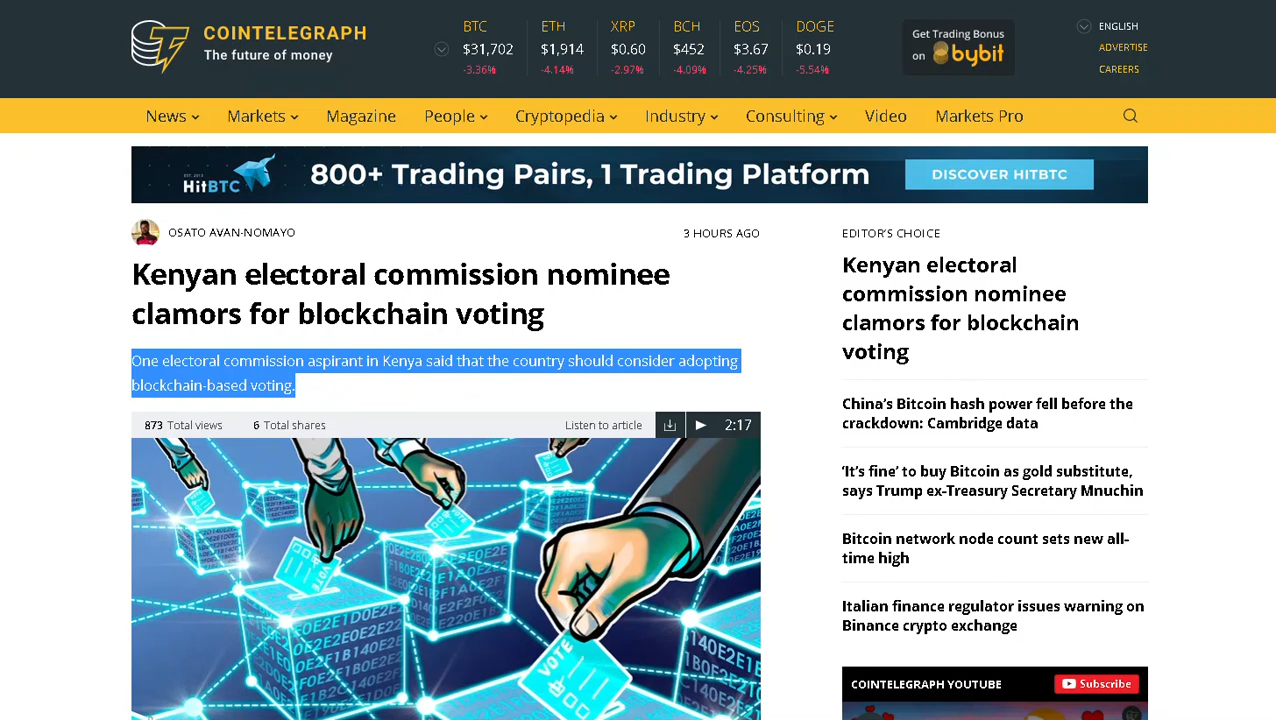 COINTELEGRAPH
The future of money
BTC ETH XRP BCH EOS DOGE
$31,702 $1,914 $0.60 $452 $3.67 $0.19
-3.36% -4.14% -2.97% -4.09% -4.25% -5.54%
Get Trading Bonus
on bybit
ENGLISH
ADVERTISE
CAREERS
News Markets Magazine People Cryptopedia Industry Consulting Video Markets Pro
HitBTC 800+ Trading Pairs, 1 Trading Platform DISCOVER HITBTC
OSATO AVAN-NOMAYO 3 HOURS AGO
Kenyan electoral commission nominee
clamors for blockchain voting
One electoral commission aspirant in Kenya said that the country should consider adopting
blockchain-based voting.
873 Total views 6 Total shares Listen to article 2:17
VOTE
VOTE
EDITOR'S CHOICE
Kenyan electoral
commission nominee
clamors for blockchain
voting
China's Bitcoin hash power fell before the
crackdown: Cambridge data
‘It's fine’ to buy Bitcoin as gold substitute,
says Trump ex-Treasury Secretary Mnuchin
Bitcoin network node count sets new all-
time high
Italian finance regulator issues warning on
Binance crypto exchange
COINTELEGRAPH YOUTUBE Subscribe